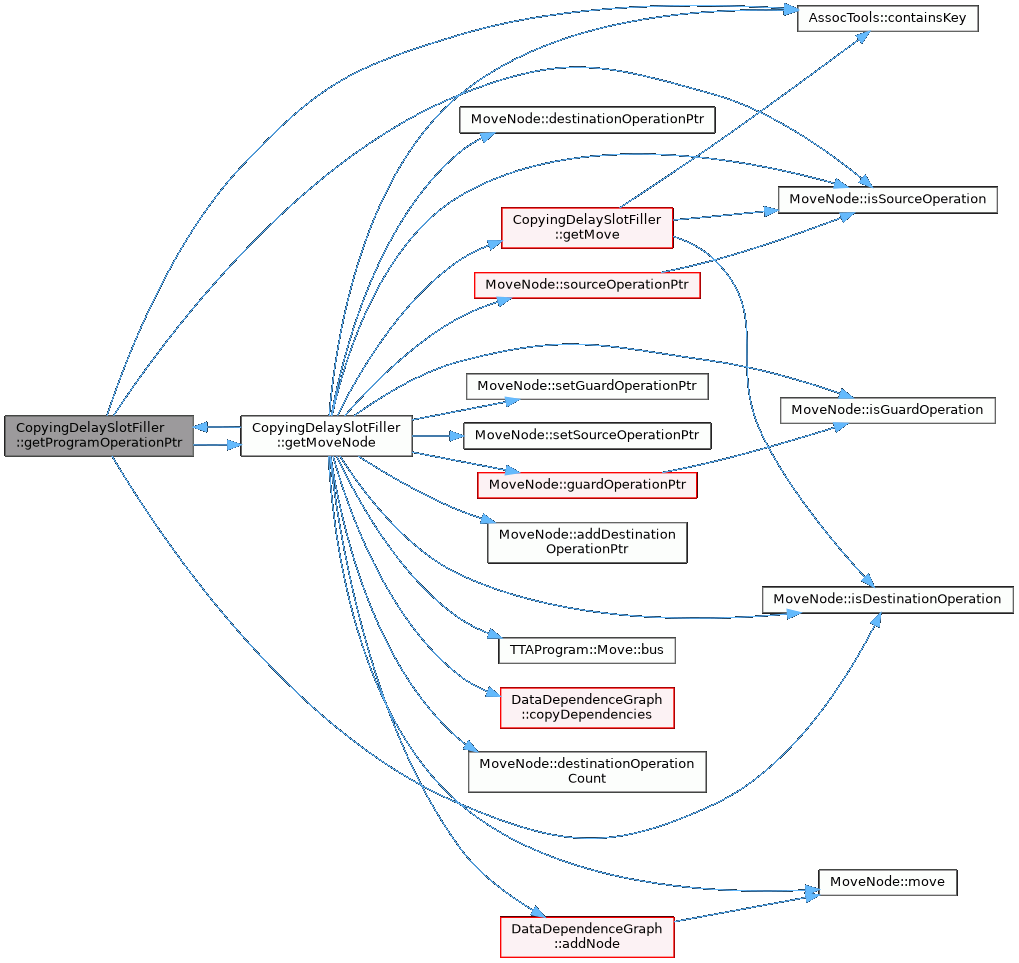 AssocTools::containsKey
MoveNode::destinationOperationPtr
MoveNode::isSourceOperation
CopyingDelaySlotFiller
::getMove
MoveNode::sourceOperationPtr
MoveNode::setGuardOperationPtr
MoveNode::isGuardOperation
CopyingDelaySlotFiller
::getProgramOperationPtr
CopyingDelaySlotFiller
::getMoveNode
MoveNode::setSourceOperationPtr
MoveNode::guardOperationPtr
MoveNode::addDestination
OperationPtr
MoveNode::isDestinationOperation
TTAProgram::Move::bus
DataDependenceGraph
::copyDependencies
MoveNode::destinationOperation
Count
MoveNode::move
DataDependenceGraph
::addNode